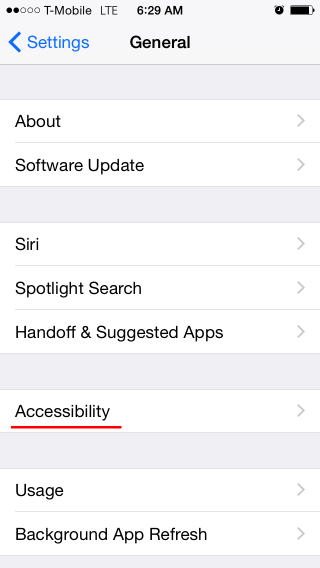 T-Mobile LTE 6:29 AM
Settings General
About
Software Update
Siri
Spotlight Search
Handoff & Suggested Apps
Accessibility
Usage
Background App Refresh